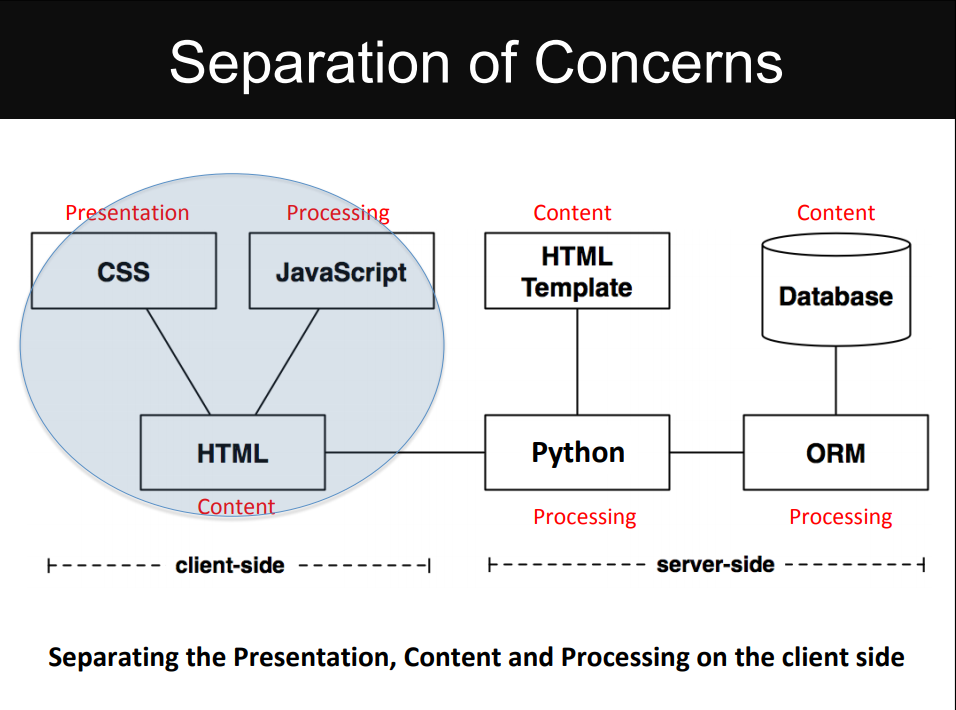 Separation of Concerns
Presentation
Processing
Content
Content
CSS
JavaScript
HTML
Template
Database
HTML
Python
ORM
Content
Processing
Processing
client-side
server-side
Separating the Presentation, Content and Processing on the client side